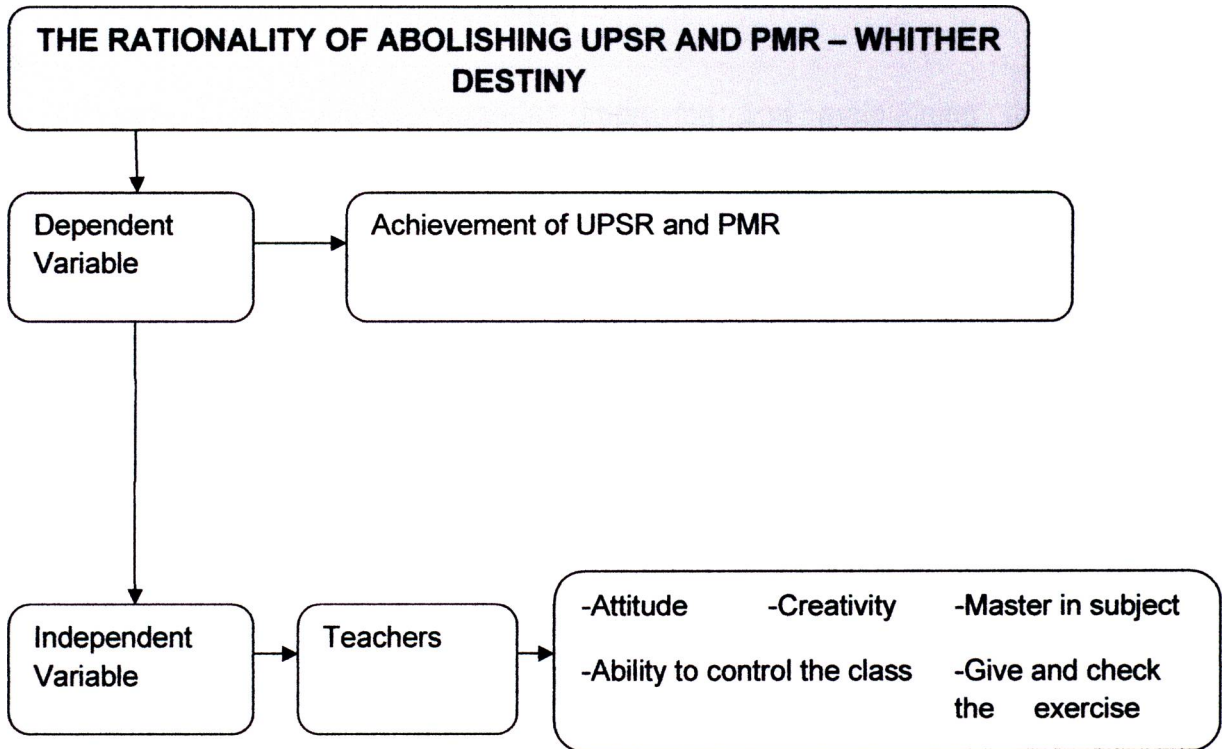 THE RATIONALITY OF ABOLISHING UPSR AND PMR – WHITHER
DESTINY
Dependent
Variable
Achievement of UPSR and PMR
Independent
Variable
Teachers
-Attitude -Creativity -Master in subject
-Ability to control the class -Give and check
the exercise